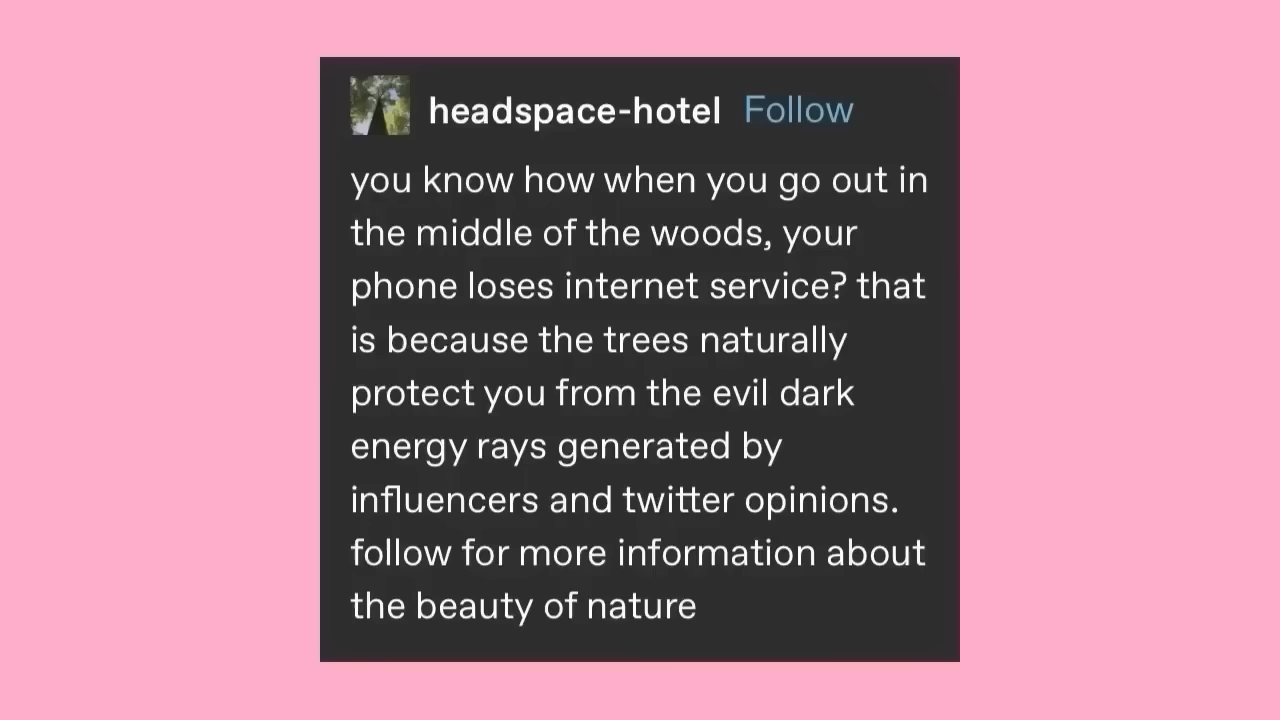 headspace-hotel Follow
you know how when you go out in
the middle of the woods, your
phone loses internet service? that
is because the trees naturally
protect you from the evil dark
energy rays generated by
influencers and twitter opinions.
follow for more information about
the beauty of nature